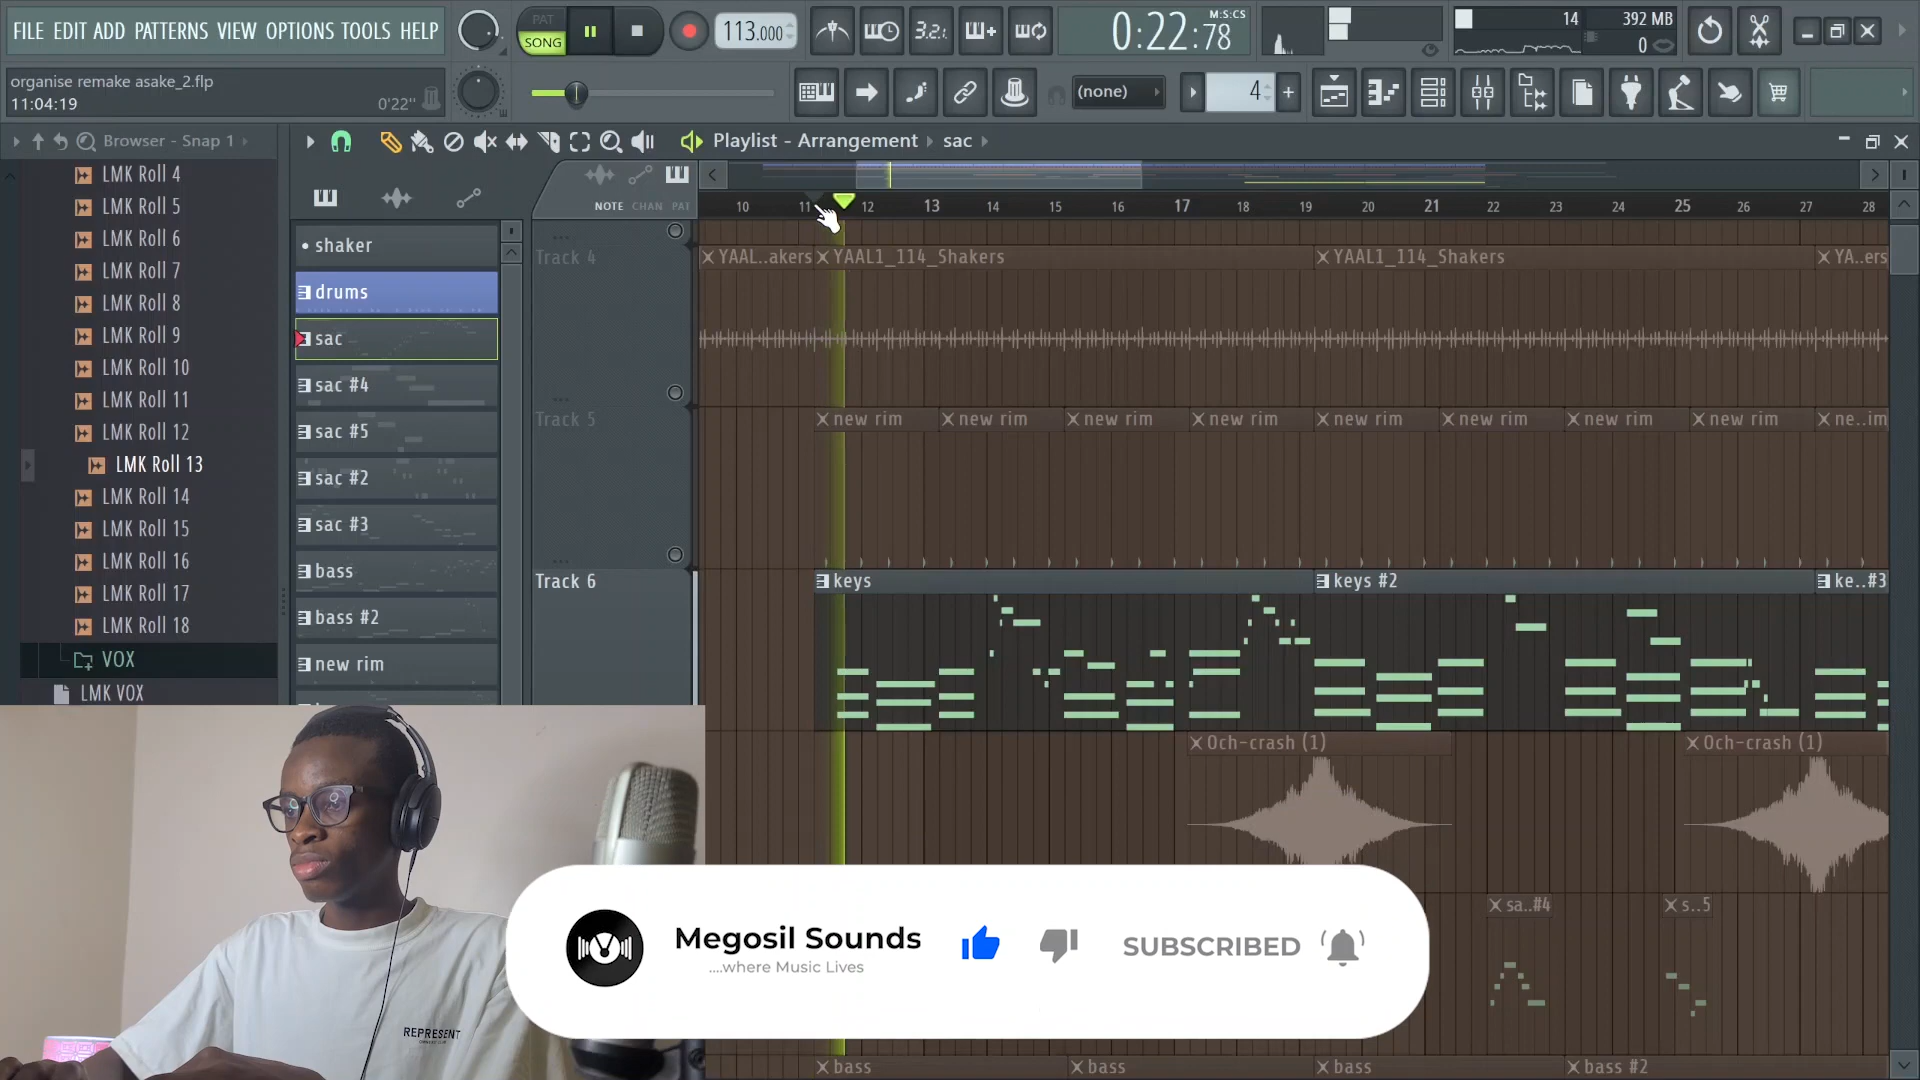 FILE EDIT ADD PATTERNS VIEW OPTIONS TOOLS HELP
PAT
SONG
113.000
3.2.
0:22:78
M:S:CS
14
392 MB
0
organise remake asake_2.flp
11:04:19
0'22"
(none)
4
Browser - Snap 1
Playlist - Arrangement
sac
NOTE CHAN PAT
10 11 12 13 14 15 16 17 18 19 20 21 22 23 24 25 26 27 28
LMK Roll 4
LMK Roll 5
LMK Roll 6
LMK Roll 7
LMK Roll 8
LMK Roll 9
LMK Roll 10
LMK Roll 11
LMK Roll 12
LMK Roll 13
LMK Roll 14
LMK Roll 15
LMK Roll 16
LMK Roll 17
LMK Roll 18
VOX
LMK VOX
shaker
drums
sac
sac #4
sac #5
sac #2
sac #3
bass
bass #2
new rim
Track 4
YAAL..akers
YAAL1_114_Shakers
YAAL1_114_Shakers
YA..ers
Track 5
new rim
new rim
new rim
new rim
new rim
new rim
new rim
new rim
ne..im
Track 6
keys
keys #2
ke..#3
Och-crash (1)
Och-crash (1)
sa..#4
s..5
bass
bass
bass
bass #2
Megosil Sounds
....where Music Lives
SUBSCRIBED
REPRESENT